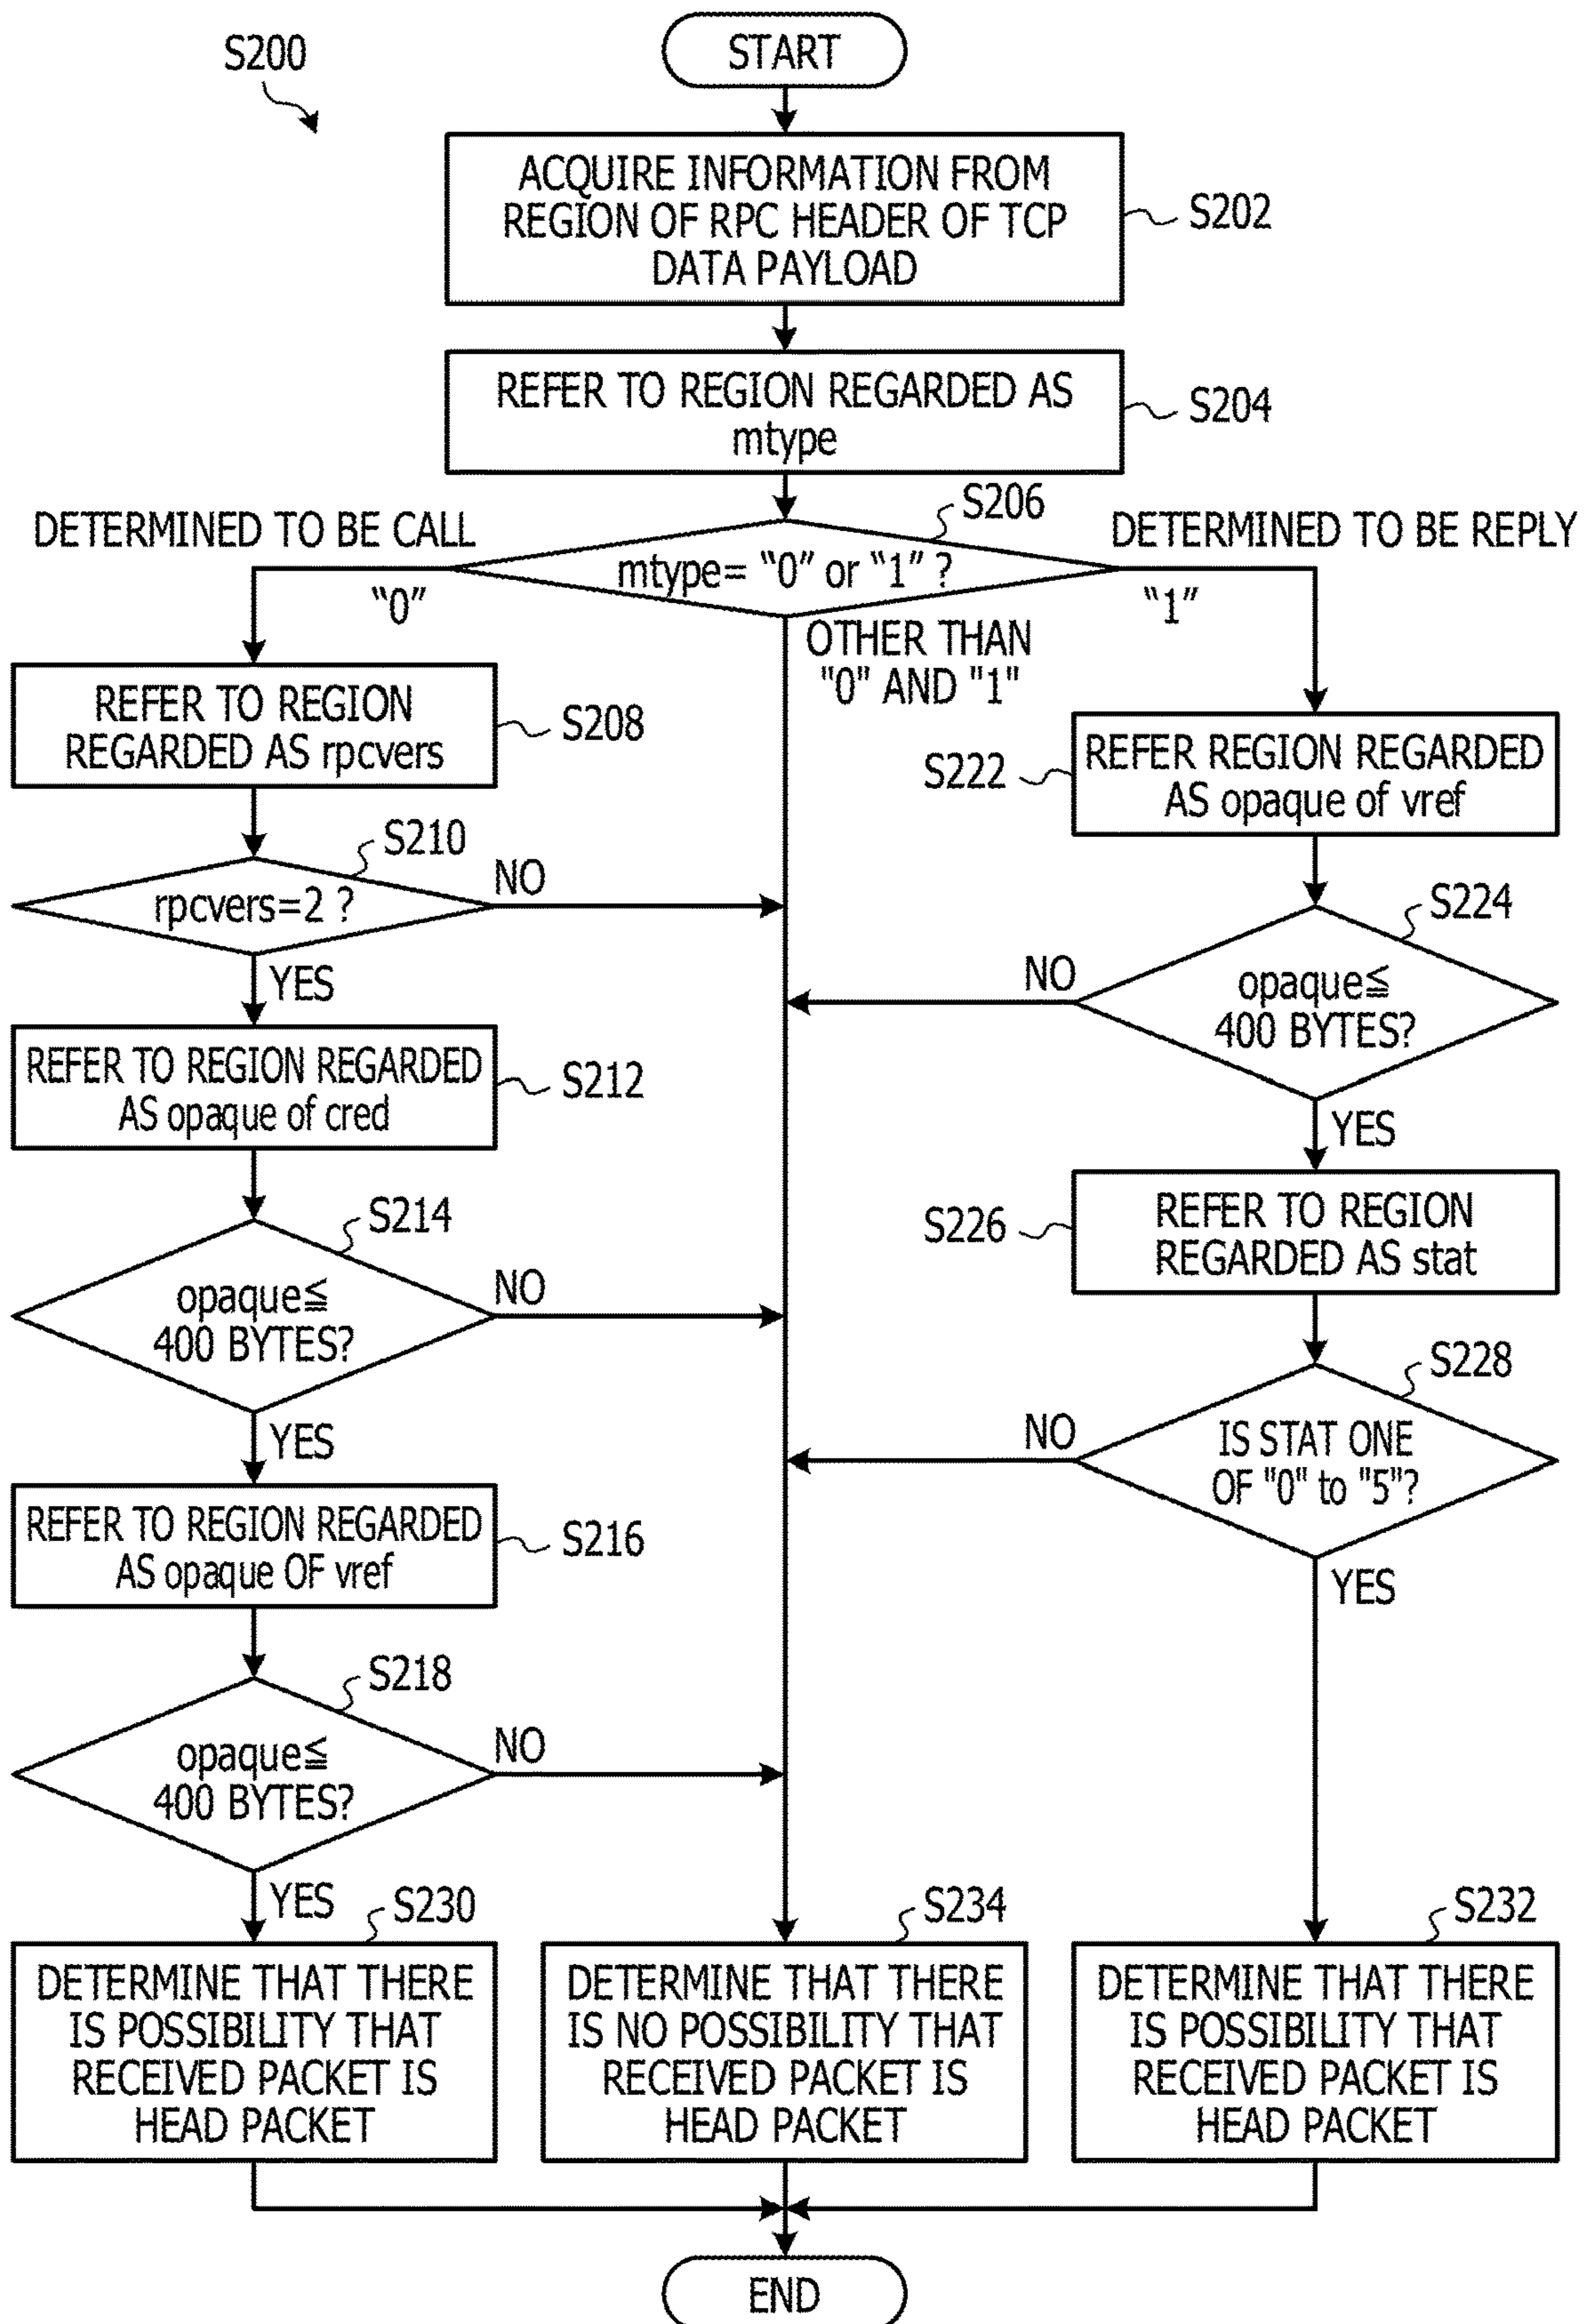 S200
START
ACQUIRE INFORMATION FROM
REGION OF RPC HEADER OF TCP
DATA PAYLOAD
S202
REFER TO REGION REGARDED AS
mtype
S204
S206
DETERMINED TO BE CALL
DETERMINED TO BE REPLY
mtype= “0” or “1” ?
“0”
“1”
OTHER THAN
"0" AND "1"
REFER TO REGION
REGARDED AS rpcvers
S208
REFER REGION REGARDED
AS opaque of vref
S222
S210
rpcvers=2 ?
NO
YES
S224
opaque≦
400 BYTES?
NO
YES
REFER TO REGION REGARDED
AS opaque of cred
S212
S214
opaque≦
400 BYTES?
NO
YES
REFER TO REGION
REGARDED AS stat
S226
S228
IS STAT ONE
OF "0" to "5"?
NO
YES
REFER TO REGION REGARDED
AS opaque OF vref
S216
S218
opaque≦
400 BYTES?
NO
YES
S230
DETERMINE THAT THERE
IS POSSIBILITY THAT
RECEIVED PACKET IS
HEAD PACKET
S234
DETERMINE THAT THERE
IS NO POSSIBILITY THAT
RECEIVED PACKET IS
HEAD PACKET
S232
DETERMINE THAT THERE
IS POSSIBILITY THAT
RECEIVED PACKET IS
HEAD PACKET
END